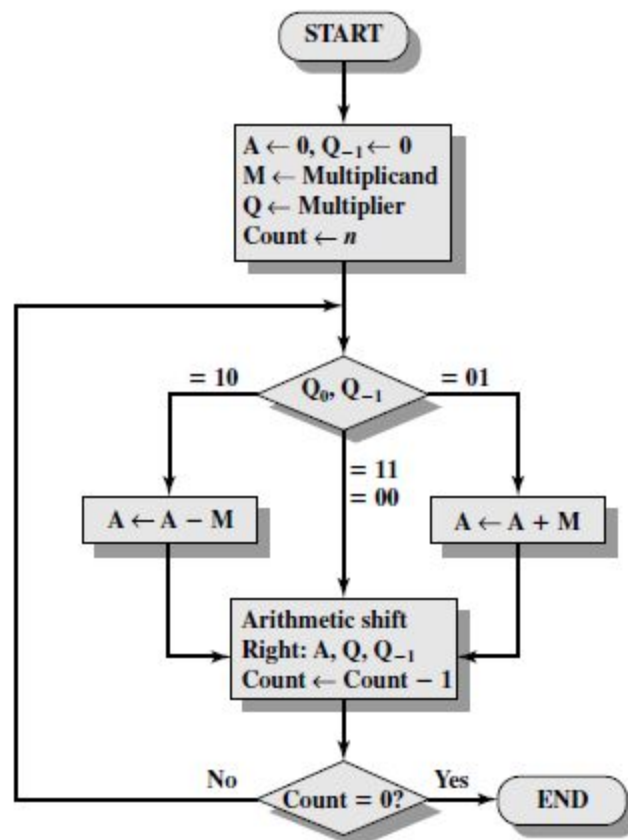 START
A ← 0, Q₋₁ ← 0
M ← Multiplicand
Q ← Multiplier
Count ← n
= 10
Q₀, Q₋₁
= 01
= 11
= 00
A ← A − M
A ← A + M
Arithmetic shift
Right: A, Q, Q₋₁
Count ← Count − 1
No
Count = 0?
Yes
END